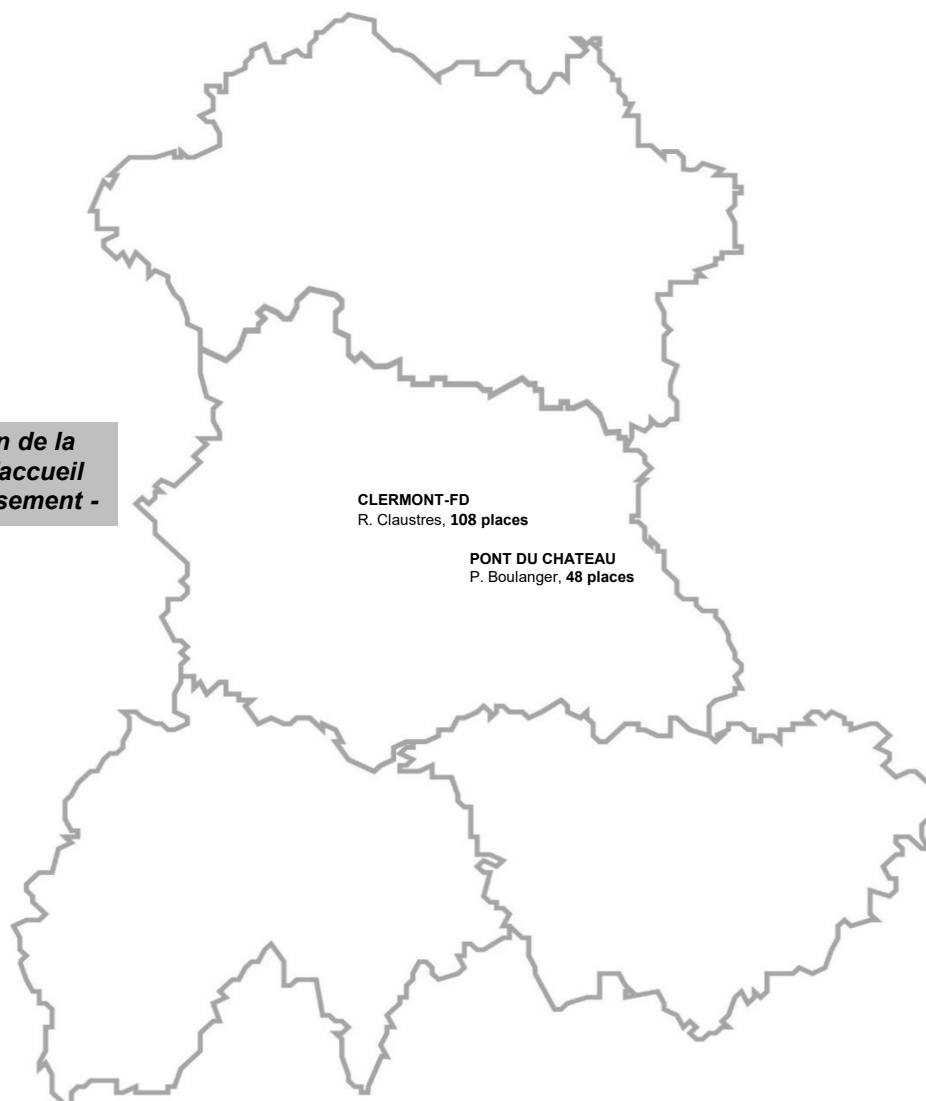 n de la
'accueil
sement -
CLERMONT-FD
R. Claustres, 108 places
PONT DU CHATEAU
P. Boulanger, 48 places